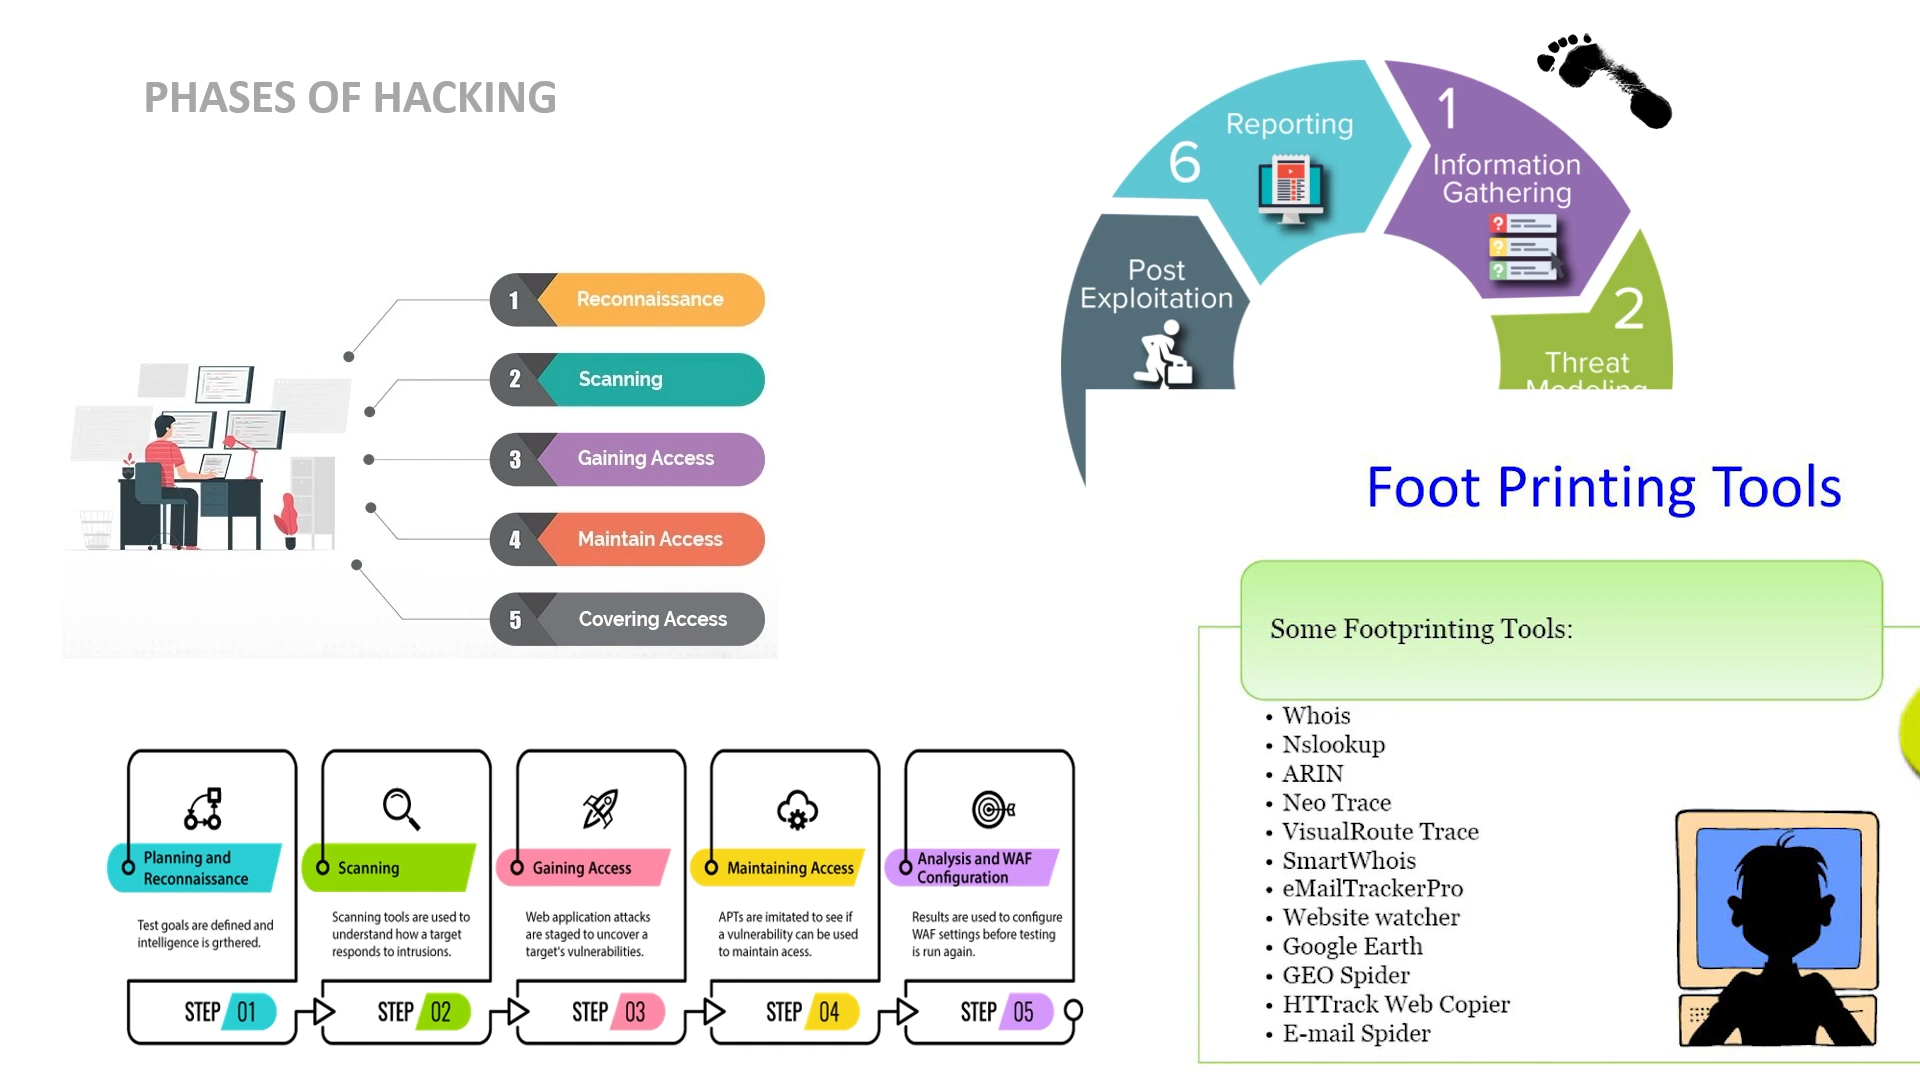 PHASES OF HACKING
1 Reconnaissance
2 Scanning
3 Gaining Access
4 Maintain Access
5 Covering Access
Planning and
Reconnaissance
Test goals are defined and
intelligence is grthered.
STEP 01
Scanning
Scanning tools are used to
understand how a target
responds to intrusions.
STEP 02
Gaining Access
Web application attacks
are staged to uncover a
target's vulnerabilities.
STEP 03
Maintaining Access
APTs are imitated to see if
a vulnerability can be used
to maintain acess.
STEP 04
Analysis and WAF
Configuration
Results are used to configure
WAF settings before testing
is run again.
STEP 05
6
Reporting
1
Information
Gathering
2
Threat
Modeling
Post
Exploitation
Foot Printing Tools
Some Footprinting Tools:
• Whois
• Nslookup
• ARIN
• Neo Trace
• VisualRoute Trace
• SmartWhois
• eMailTrackerPro
• Website watcher
• Google Earth
• GEO Spider
• HTTrack Web Copier
• E-mail Spider